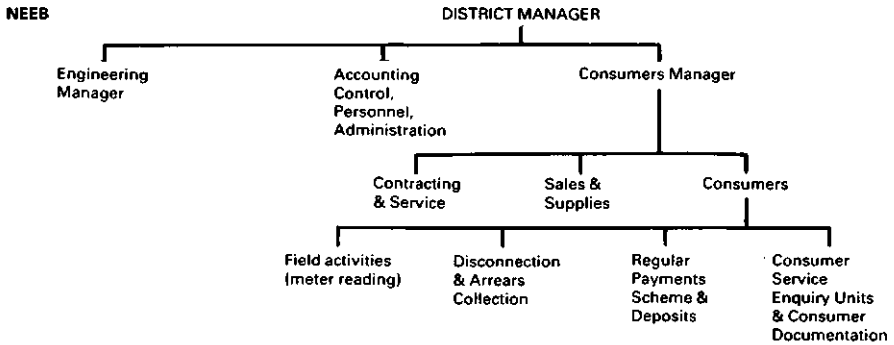 NEEB
DISTRICT MANAGER
Engineering
Manager
Accounting
Control,
Personnel,
Administration
Consumers Manager
Contracting
& Service
Sales &
Supplies
Consumers
Field activities
(meter reading)
Disconnection
& Arrears
Collection
Regular
Payments
Scheme &
Deposits
Consumer
Service
Enquiry Units
& Consumer
Documentation